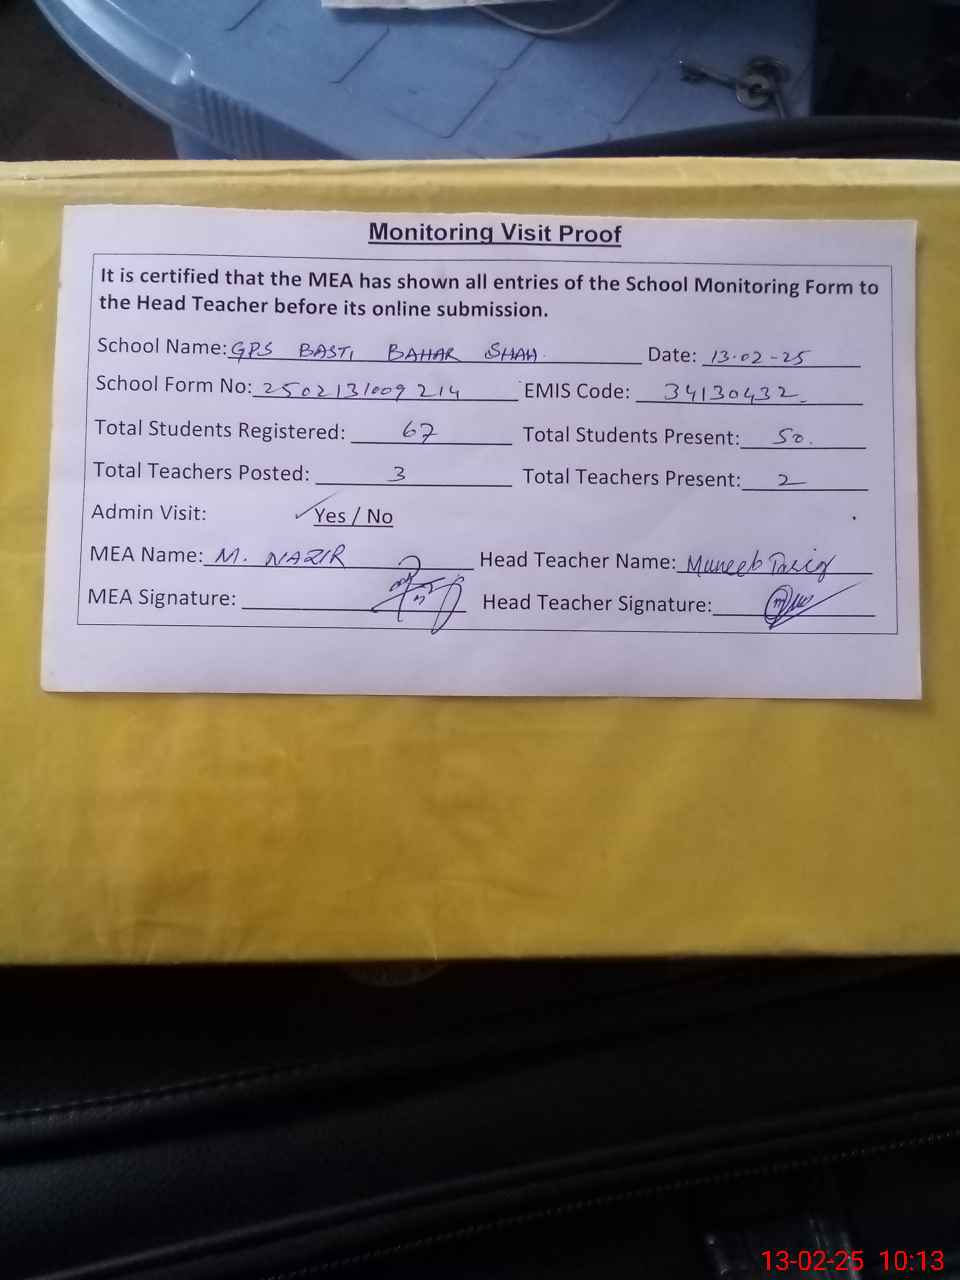 Monitoring Visit Proof
It is certified that the MEA has shown all entries of the School Monitoring Form to
the Head Teacher before its online submission.
School Name: GPS BASTI BAHAR SHAH. Date: 13-02-25
School Form No: 2502131009214 EMIS Code: 34130432
Total Students Registered: 67 Total Students Present: 50.
Total Teachers Posted: 3 Total Teachers Present: 2
Admin Visit: ✓Yes / No
MEA Name: M. NAZIR Head Teacher Name: Muneeb Tariq
MEA Signature: Head Teacher Signature:
13-02-25 10:13